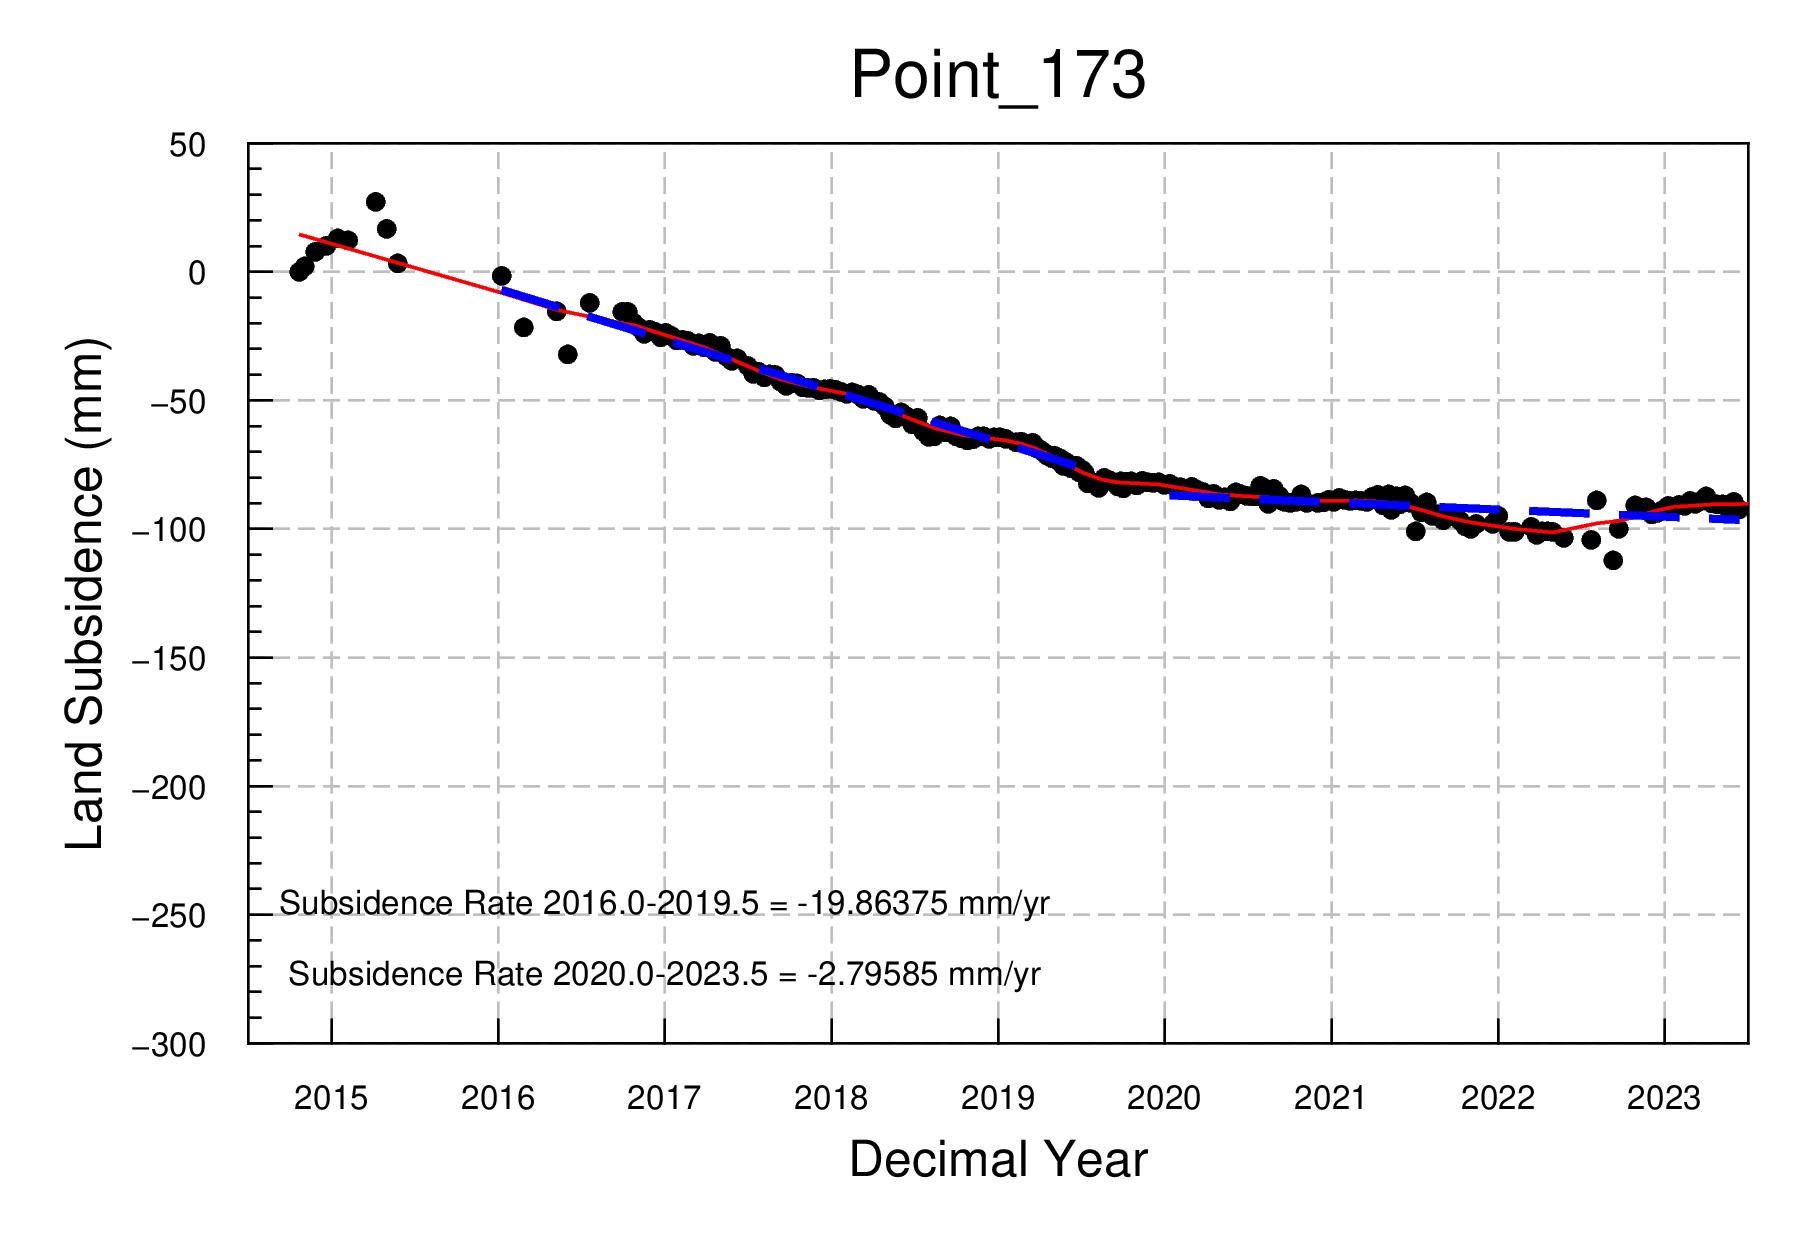 Point_173
50
0
−50
−100
−150
−200
−250
−300
Land Subsidence (mm)
Subsidence Rate 2016.0-2019.5 = -19.86375 mm/yr
Subsidence Rate 2020.0-2023.5 = -2.79585 mm/yr
2015 2016 2017 2018 2019 2020 2021 2022 2023
Decimal Year